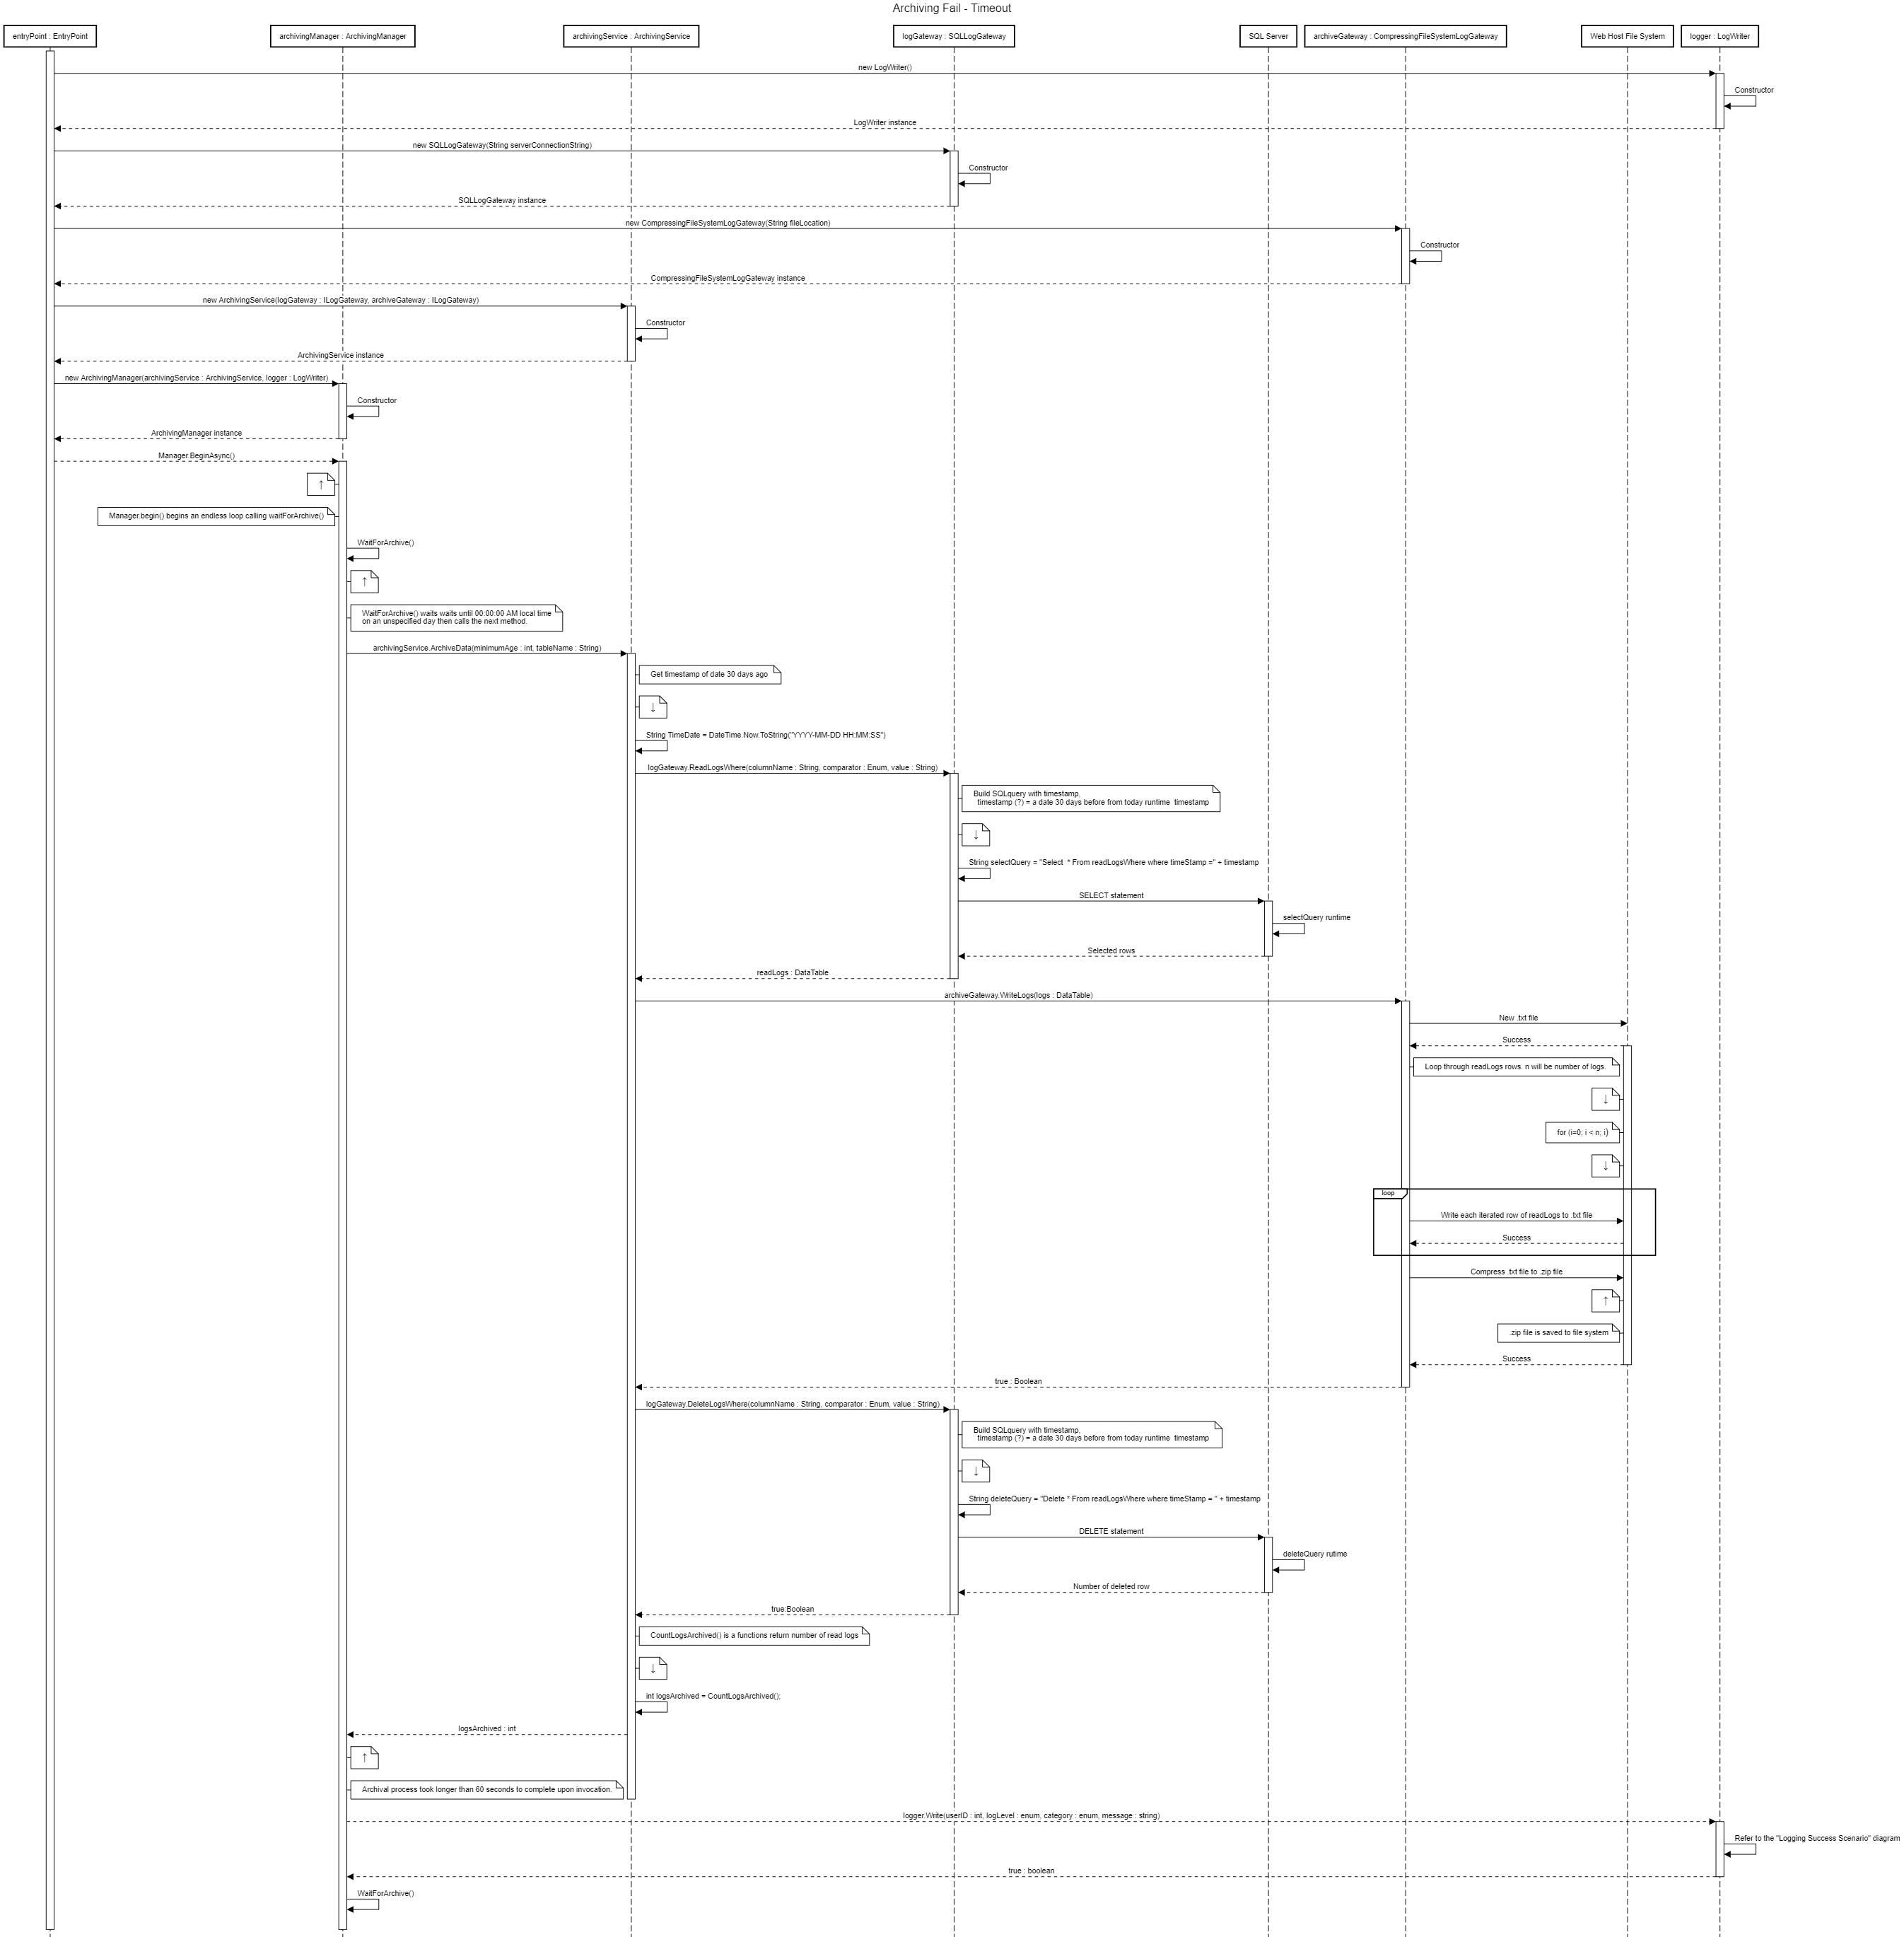 Archiving Fail - Timeout
entryPoint : EntryPoint
archivingManager : ArchivingManager
archivingService : ArchivingService
logGateway : SQLLogGateway
SQL Server
archiveGateway : CompressingFileSystemLogGateway
Web Host File System
logger : LogWriter
new LogWriter()
Constructor
LogWriter instance
new SQLLogGateway(String serverConnectionString)
Constructor
SQLLogGateway instance
new CompressingFileSystemLogGateway(String fileLocation)
Constructor
CompressingFileSystemLogGateway instance
new ArchivingService(logGateway : ILogGateway, archiveGateway : ILogGateway)
Constructor
ArchivingService instance
new ArchivingManager(archivingService : ArchivingService, logger : LogWriter)
Constructor
ArchivingManager instance
Manager.BeginAsync()
↑
Manager.begin() begins an endless loop calling waitForArchive()
WaitForArchive()
↑
WaitForArchive() waits waits until 00:00:00 AM local time
on an unspecified day then calls the next method.
archivingService.ArchiveData(minimumAge : int, tableName : String)
Get timestamp of date 30 days ago
↓
String TimeDate = DateTime.Now.ToString("YYYY-MM-DD HH:MM:SS")
logGateway.ReadLogsWhere(columnName : String, comparator : Enum, value : String)
Build SQLquery with timestamp,
timestamp (?) = a date 30 days before from today runtime  timestamp
↓
String selectQuery = "Select  * From readLogsWhere where timeStamp =" + timestamp
SELECT statement
selectQuery runtime
Selected rows
readLogs : DataTable
archiveGateway.WriteLogs(logs : DataTable)
New .txt file
Success
Loop through readLogs rows. n will be number of logs.
↓
for (i=0; i < n; i)
↓
loop
Write each iterated row of readLogs to .txt file
Success
Compress .txt file to .zip file
↑
.zip file is saved to file system
Success
true : Boolean
logGateway.DeleteLogsWhere(columnName : String, comparator : Enum, value : String)
Build SQLquery with timestamp,
timestamp (?) = a date 30 days before from today runtime  timestamp
↓
String deleteQuery = "Delete * From readLogsWhere where timeStamp = " + timestamp
DELETE statement
deleteQuery rutime
Number of deleted row
true:Boolean
CountLogsArchived() is a functions return number of read logs
↓
int logsArchived = CountLogsArchived();
logsArchived : int
↑
Archival process took longer than 60 seconds to complete upon invocation.
logger.Write(userID : int, logLevel : enum, category : enum, message : string)
Refer to the "Logging Success Scenario" diagram
true : boolean
WaitForArchive()